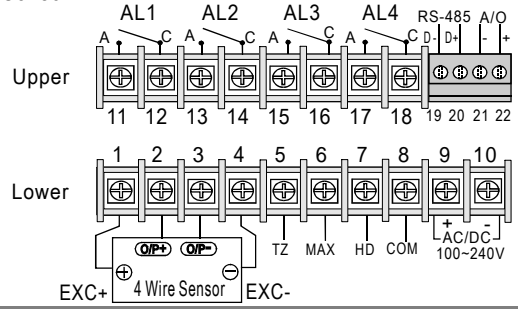 AL1 AL2 AL3 AL4 RS-485 A/O
A C A C A C A C D- D+ - +
Upper
11 12 13 14 15 16 17 18 19 20 21 22
1 2 3 4 5 6 7 8 9 10
Lower
+ -
O/P+ O/P- TZ MAX HD COM AC/DC
100~240V
EXC+ 4 Wire Sensor EXC-